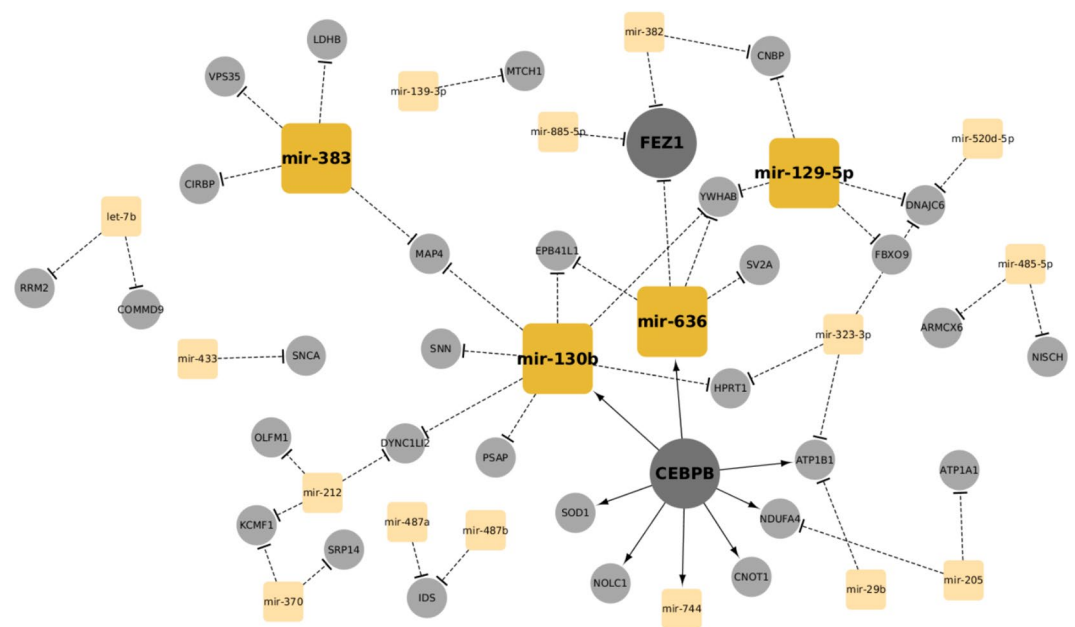 LDHB
mir-382
CNBP
VPS35
MTCH1
mir-139-3p
mir-885-5p
FEZ1
mir-520d-5p
mir-383
mir-129-5p
CIRBP
YWHAB
DNAJC6
let-7b
MAP4
EPB41L1
SV2A
FBXO9
mir-485-5p
RRM2
COMMD9
mir-636
ARMCX6
mir-323-3p
SNN
mir-130b
SNCA
mir-433
NISCH
HPRT1
OLFM1
DYNC1LI2
PSAP
CEBPB
ATP1B1
ATP1A1
mir-212
SOD1
NDUFA4
KCMF1
mir-487a
mir-487b
SRP14
NOLC1
CNOT1
mir-370
IDS
mir-744
mir-29b
mir-205